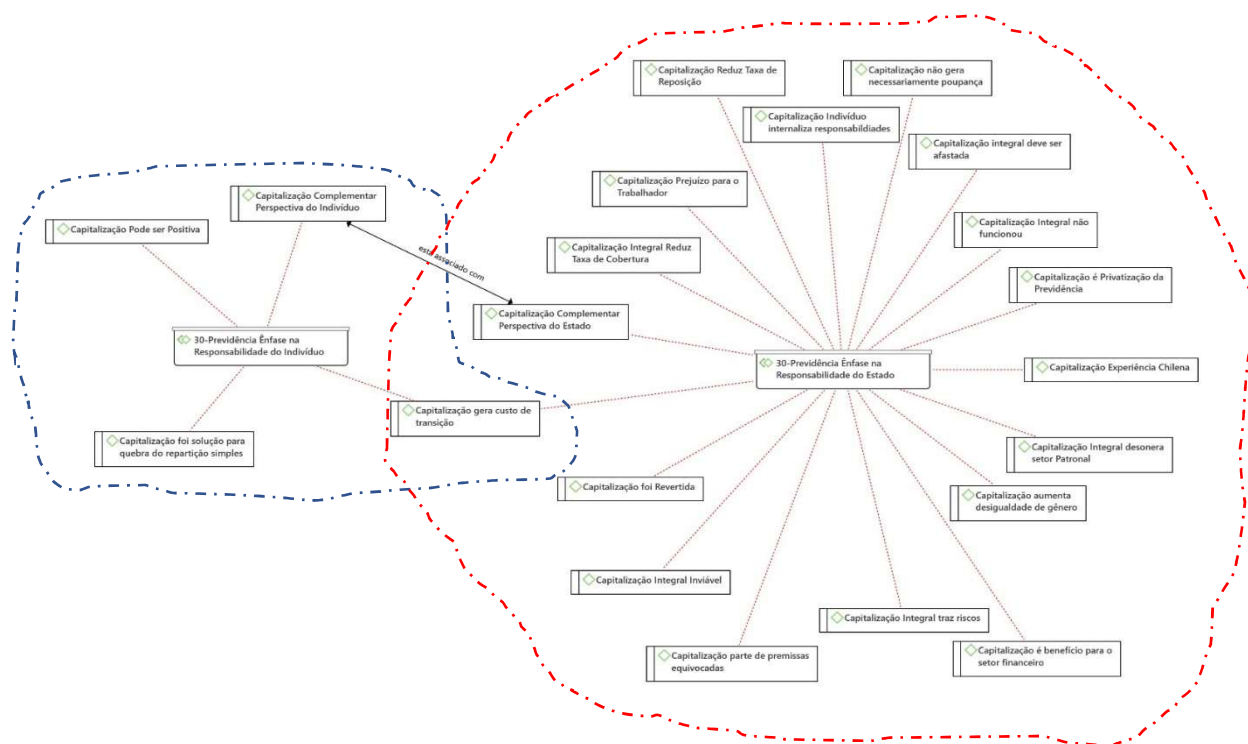 Capitalização Reduz Taxa de
Reposição
Capitalização não gera
necessariamente poupança
Capitalização Indivíduo
internaliza responsabildiades
Capitalização integral deve ser
afastada
Capitalização Prejuízo para o
Trabalhador
Capitalização Complementar
Perspectiva do Indivíduo
Capitalização Pode ser Positiva
Capitalização Integral não
funcionou
Capitalização Integral Reduz
Taxa de Cobertura
está associado com
Capitalização é Privatização da
Previdência
Capitalização Complementar
Perspectiva do Estado
30-Previdência Ênfase na
Responsabilidade do Indivíduo
30-Previdência Ênfase na
Responsabilidade do Estado
Capitalização Experiência Chilena
Capitalização gera custo de
transição
Capitalização foi solução para
quebra do repartição simples
Capitalização Integral desonera
setor Patronal
Capitalização foi Revertida
Capitalização aumenta
desigualdade de gênero
Capitalização Integral Inviável
Capitalização Integral traz riscos
Capitalização parte de premissas
equivocadas
Capitalização é benefício para o
setor financeiro